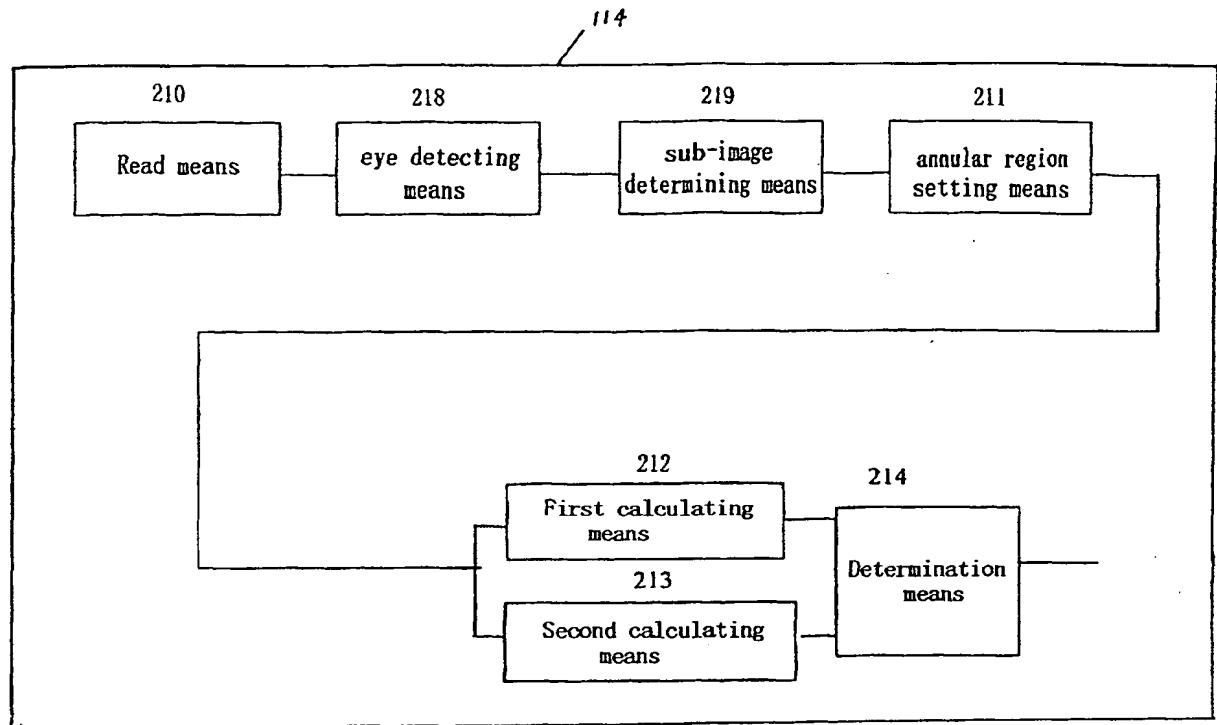 114
210
218
219
211
Read means
eye detecting
means
sub-image
determining means
annular region
setting means
212
First calculating
means
213
Second calculating
means
214
Determination
means